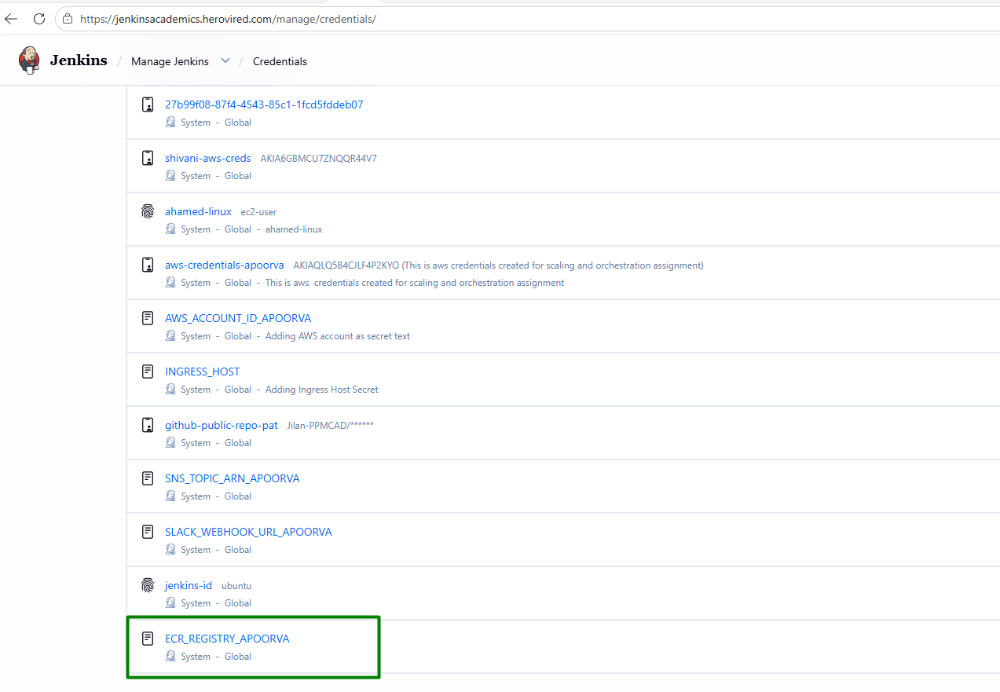 https://jenkinsacademics.herovired.com/manage/credentials/
Jenkins / Manage Jenkins / Credentials
27b99f08-87f4-4543-85c1-1fcd5fddeb07
System - Global
shivani-aws-creds AKIA6GBMCU7ZNQQR44V7
System - Global
ahamed-linux ec2-user
System - Global - ahamed-linux
aws-credentials-apoorva AKIAQLQ5B4CJLF4P2KYO (This is aws credentials created for scaling and orchestration assignment)
System - Global - This is aws credentials created for scaling and orchestration assignment
AWS_ACCOUNT_ID_APOORVA
System - Global - Adding AWS account as secret text
INGRESS_HOST
System - Global - Adding Ingress Host Secret
github-public-repo-pat Jilan-PPMCAD/******
System - Global
SNS_TOPIC_ARN_APOORVA
System - Global
SLACK_WEBHOOK_URL_APOORVA
System - Global
jenkins-id ubuntu
System - Global
ECR_REGISTRY_APOORVA
System - Global